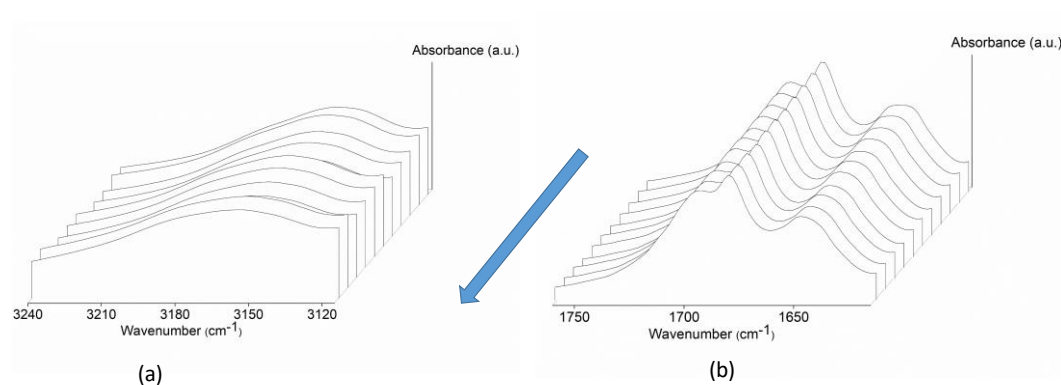 Absorbance (a.u.)
3240 3210 3180 3150 3120
Wavenumber (cm-1)
(a)
Absorbance (a.u.)
1750 1700 1650
Wavenumber (cm-1)
(b)